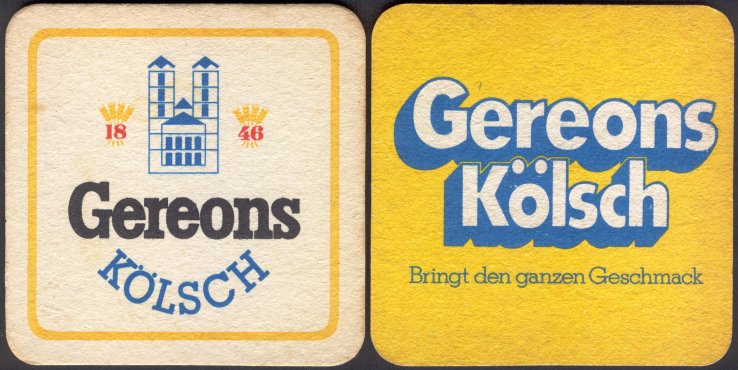 18 46
Gereons
KÖLSCH
Gereons
Kölsch
Bringt den ganzen Geschmack